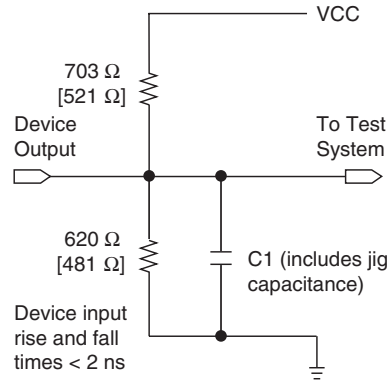 VCC
703 Ω
[521 Ω]
Device
Output
To Test
System
620 Ω
[481 Ω]
C1 (includes jig
capacitance)
Device input
rise and fall
times < 2 ns